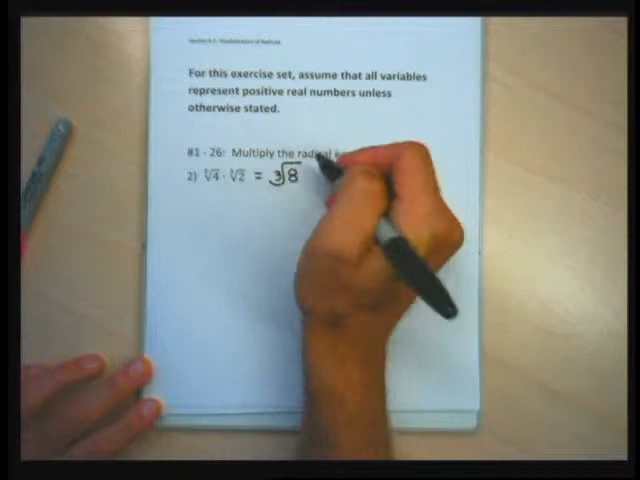 For this exercise set, assume that all variables
represent positive real numbers unless
otherwise stated.
#1 - 26: Multiply the radical
2) ∛4 · ∛2 = ∛8